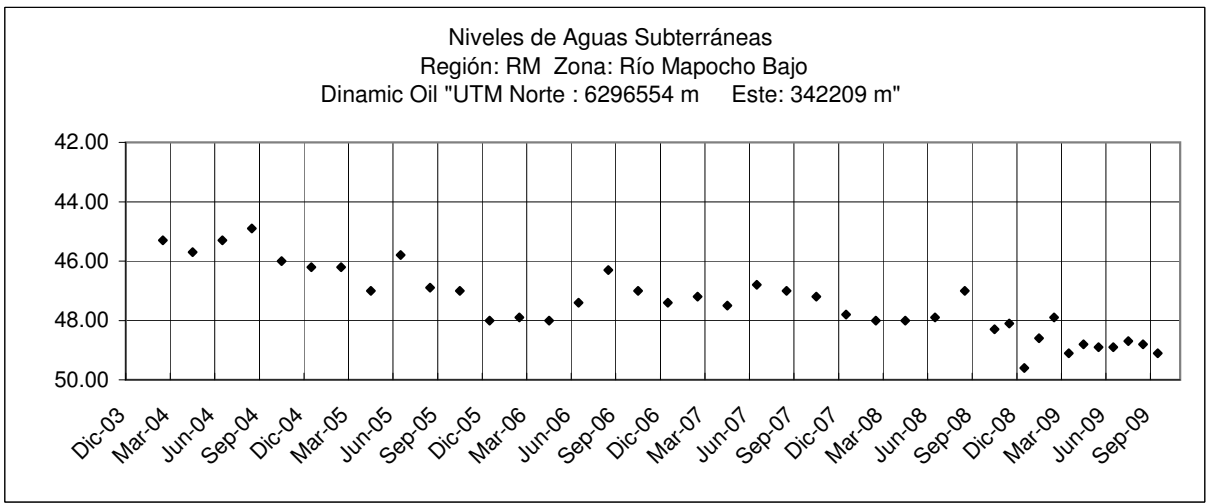 Niveles de Aguas Subterráneas
Región: RM Zona: Río Mapocho Bajo
Dinamic Oil "UTM Norte : 6296554 m Este: 342209 m"
42.00
44.00
46.00
48.00
50.00
Dic-03
Mar-04
Jun-04
Sep-04
Dic-04
Mar-05
Jun-05
Sep-05
Dic-05
Mar-06
Jun-06
Sep-06
Dic-06
Mar-07
Jun-07
Sep-07
Dic-07
Mar-08
Jun-08
Sep-08
Dic-08
Mar-09
Jun-09
Sep-09